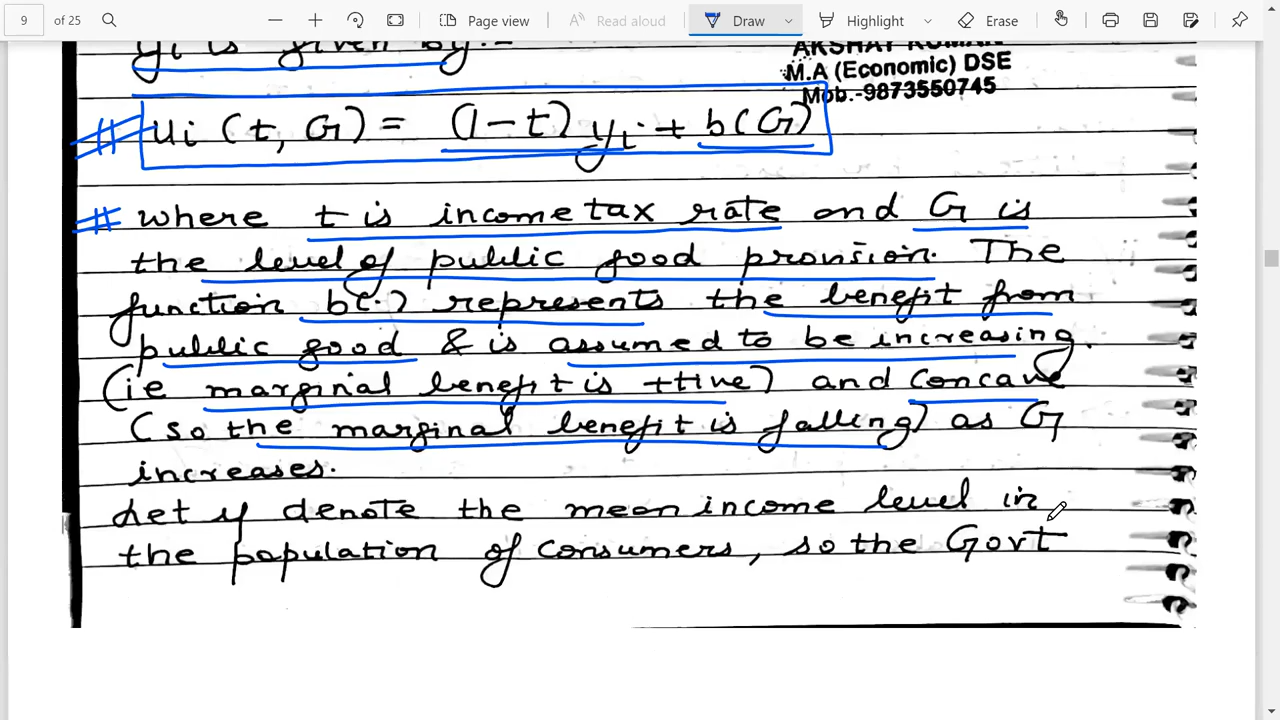 9 of 25 Page view Read aloud Draw Highlight Erase
yi is given by:-
AKSHAY KUMAR
M.A (Economic) DSE
Mob.-9873550745
# ui (t, G) = (1-t) yi + b(G)
# where t is income tax rate and G is
the level of public good provision. The
function b(.) represents the benefit from
public good & is assumed to be increasing.
(ie marginal benefit is +ttive) and concave
(so the marginal benefit is falling) as G
increases.
Let y denote the mean income level in
the population of consumers, so the Govt